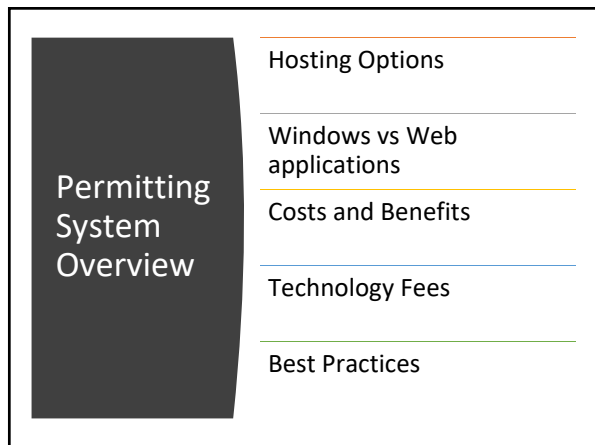 Permitting
System
Overview
Hosting Options
Windows vs Web
applications
Costs and Benefits
Technology Fees
Best Practices